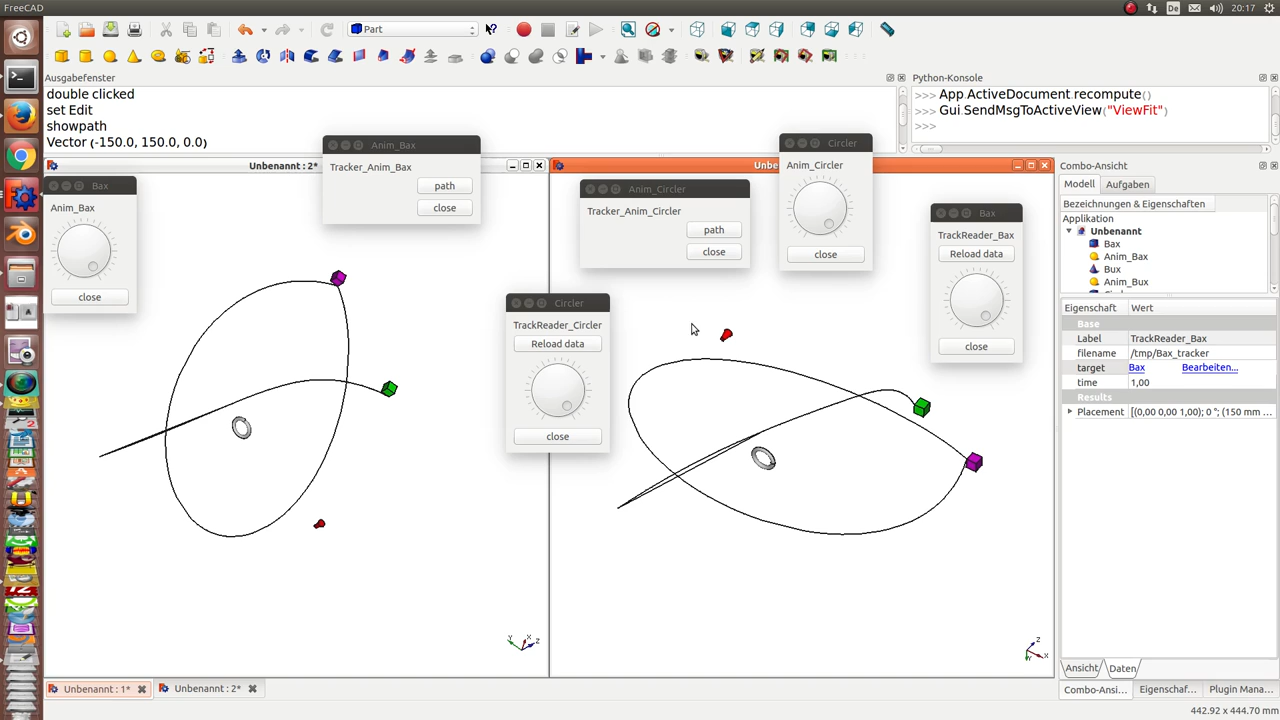 FreeCAD
De
20:17
Part
Ausgabefenster
double clicked
set Edit
showpath
Vector (-150.0, 150.0, 0.0)
Python-Konsole
>>> App.ActiveDocument.recompute()
>>> Gui.SendMsgToActiveView("ViewFit")
>>>
Unbenannt : 2*
Unbe
Anim_Bax
Tracker_Anim_Bax
path
close
Bax
Anim_Bax
close
Anim_Circler
Tracker_Anim_Circler
path
close
Circler
Anim_Circler
close
Bax
TrackReader_Bax
Reload data
close
Circler
TrackReader_Circler
Reload data
close
Y
X
Z
Z
Y
X
Combo-Ansicht
Modell
Aufgaben
Bezeichnungen & Eigenschaften
Applikation
Unbenannt
Bax
Anim_Bax
Bux
Anim_Bux
Eigenschaft
Wert
Base
Label
TrackReader_Bax
filename
/tmp/Bax_tracker
target
Bax
Bearbeiten...
time
1,00
Results
Placement
[(0,00 0,00 1,00); 0 °; (150 mm ...
Ansicht
Daten
Unbenannt : 1*
Unbenannt : 2*
Combo-Ansi...
Eigenschaf...
Plugin Mana...
442.92 x 444.70 mm